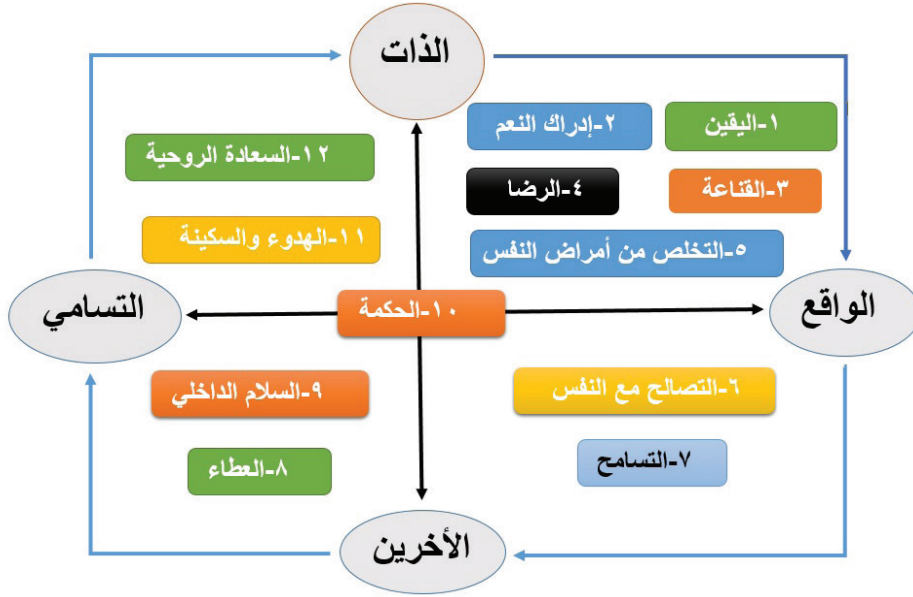 الذات
١-اليقين
٢-إدراك النعم
٣-القناعة
٤-الرضا
٥-التخلص من أمراض النفس
الواقع
٦-التصالح مع النفس
٧-التسامح
الأخرين
٨-العطاء
٩-السلام الداخلي
التسامي
١٠-الحكمة
١١-الهدوء والسكينة
١٢-السعادة الروحية